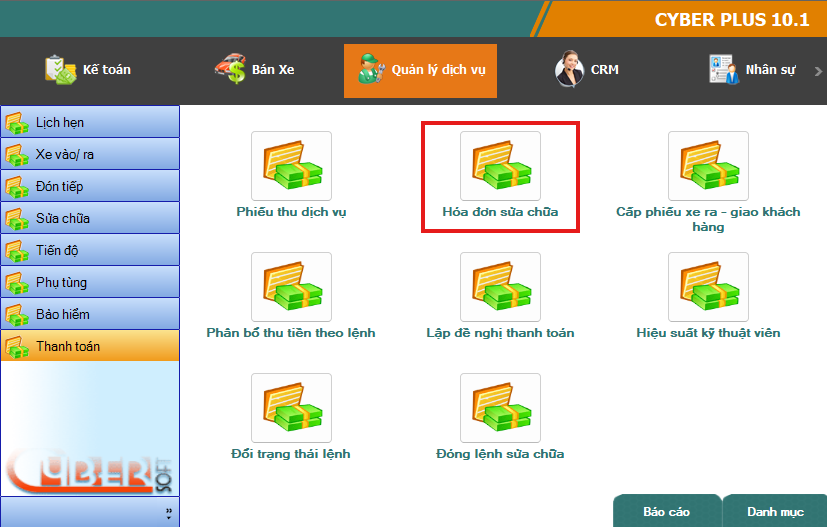 CYBER PLUS 10.1
Kế toán
Bán Xe
Quản lý dịch vụ
CRM
Nhân sự
Lịch hẹn
Xe vào/ ra
Đón tiếp
Sửa chữa
Tiến độ
Phụ tùng
Bảo hiểm
Thanh toán
Phiếu thu dịch vụ
Hóa đơn sửa chữa
Cấp phiếu xe ra - giao khách
hàng
Phân bổ thu tiền theo lệnh
Lập đề nghị thanh toán
Hiệu suất kỹ thuật viên
Đổi trạng thái lệnh
Đóng lệnh sửa chữa
CYBER SOFT
Báo cáo
Danh mục